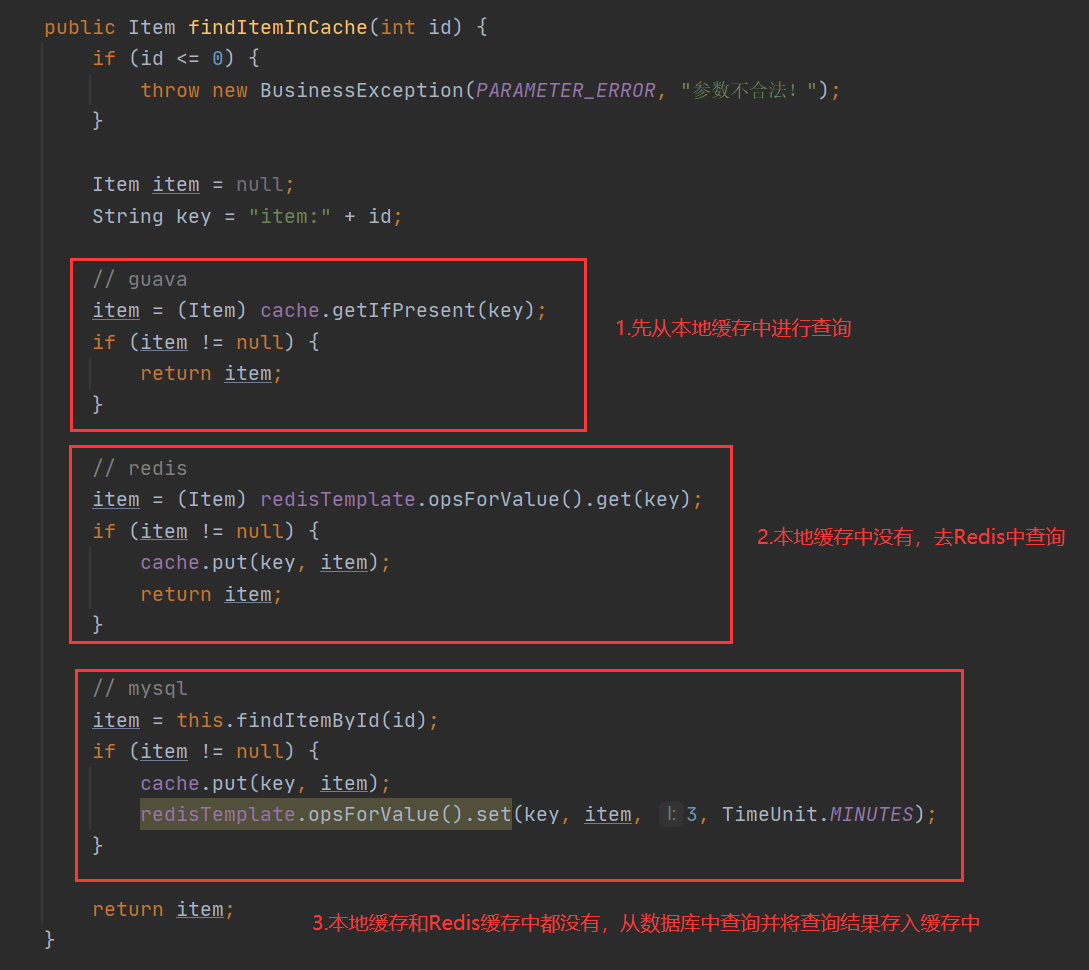 public Item findItemInCache(int id) {
if (id <= 0) {
throw new BusinessException(PARAMETER_ERROR, "参数不合法！");
}
Item item = null;
String key = "item:" + id;
// guava
item = (Item) cache.getIfPresent(key);
1.先从本地缓存中进行查询
if (item != null) {
return item;
}
// redis
item = (Item) redisTemplate.opsForValue().get(key);
if (item != null) {
2.本地缓存中没有，去Redis中查询
cache.put(key, item);
return item;
}
// mysql
item = this.findItemById(id);
if (item != null) {
cache.put(key, item);
redisTemplate.opsForValue().set(key, item, l: 3, TimeUnit.MINUTES);
}
return item;
3.本地缓存和Redis缓存中都没有，从数据库中查询并将查询结果存入缓存中
}